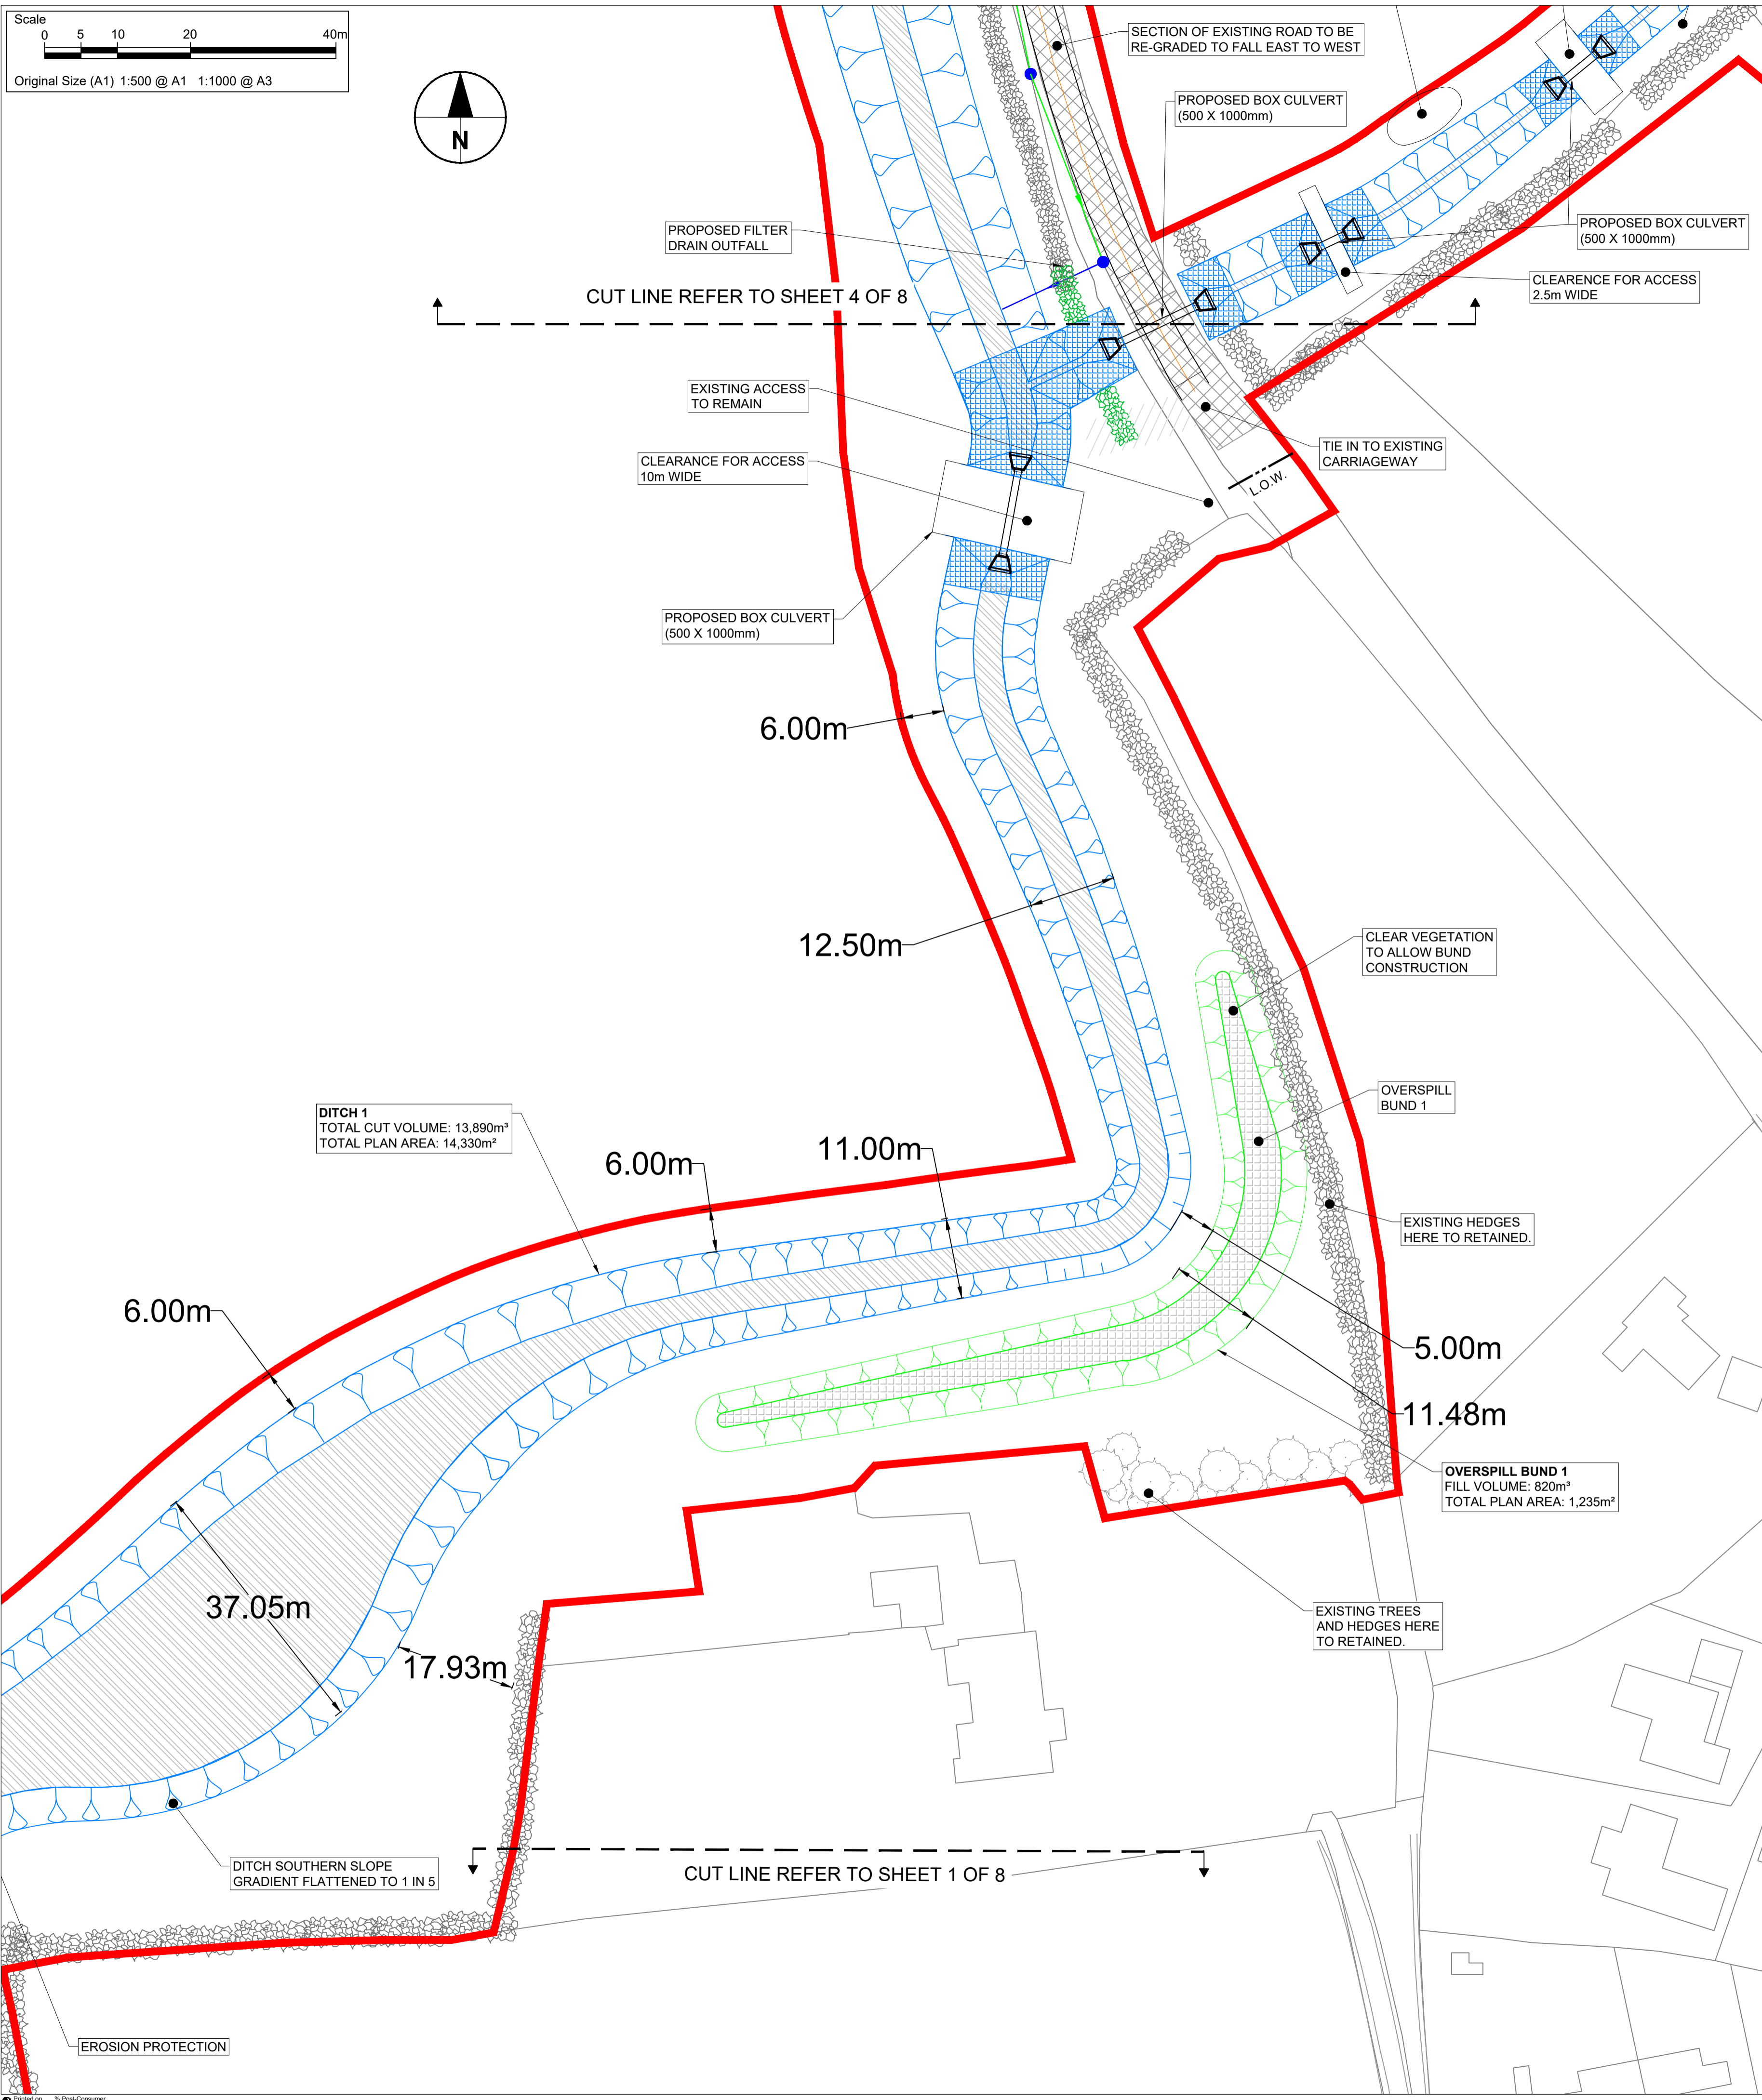 Scale
0 5 10 20 40m
Original Size (A1) 1:500 @ A1 1:1000 @ A3
N
SECTION OF EXISTING ROAD TO BE
RE-GRADED TO FALL EAST TO WEST
PROPOSED BOX CULVERT
(500 X 1000mm)
PROPOSED FILTER
DRAIN OUTFALL
PROPOSED BOX CULVERT
(500 X 1000mm)
CLEARENCE FOR ACCESS
2.5m WIDE
CUT LINE REFER TO SHEET 4 OF 8
EXISTING ACCESS
TO REMAIN
TIE IN TO EXISTING
CARRIAGEWAY
CLEARANCE FOR ACCESS
10m WIDE
L.O.W.
PROPOSED BOX CULVERT
(500 X 1000mm)
6.00m
12.50m
CLEAR VEGETATION
TO ALLOW BUND
CONSTRUCTION
OVERSPILL
BUND 1
DITCH 1
TOTAL CUT VOLUME: 13,890m³
TOTAL PLAN AREA: 14,330m²
6.00m
11.00m
EXISTING HEDGES
HERE TO RETAINED.
6.00m
5.00m
11.48m
OVERSPILL BUND 1
FILL VOLUME: 820m³
TOTAL PLAN AREA: 1,235m²
37.05m
17.93m
EXISTING TREES
AND HEDGES HERE
TO RETAINED.
DITCH SOUTHERN SLOPE
GRADIENT FLATTENED TO 1 IN 5
CUT LINE REFER TO SHEET 1 OF 8
EROSION PROTECTION
Printed on % Post-Consumer